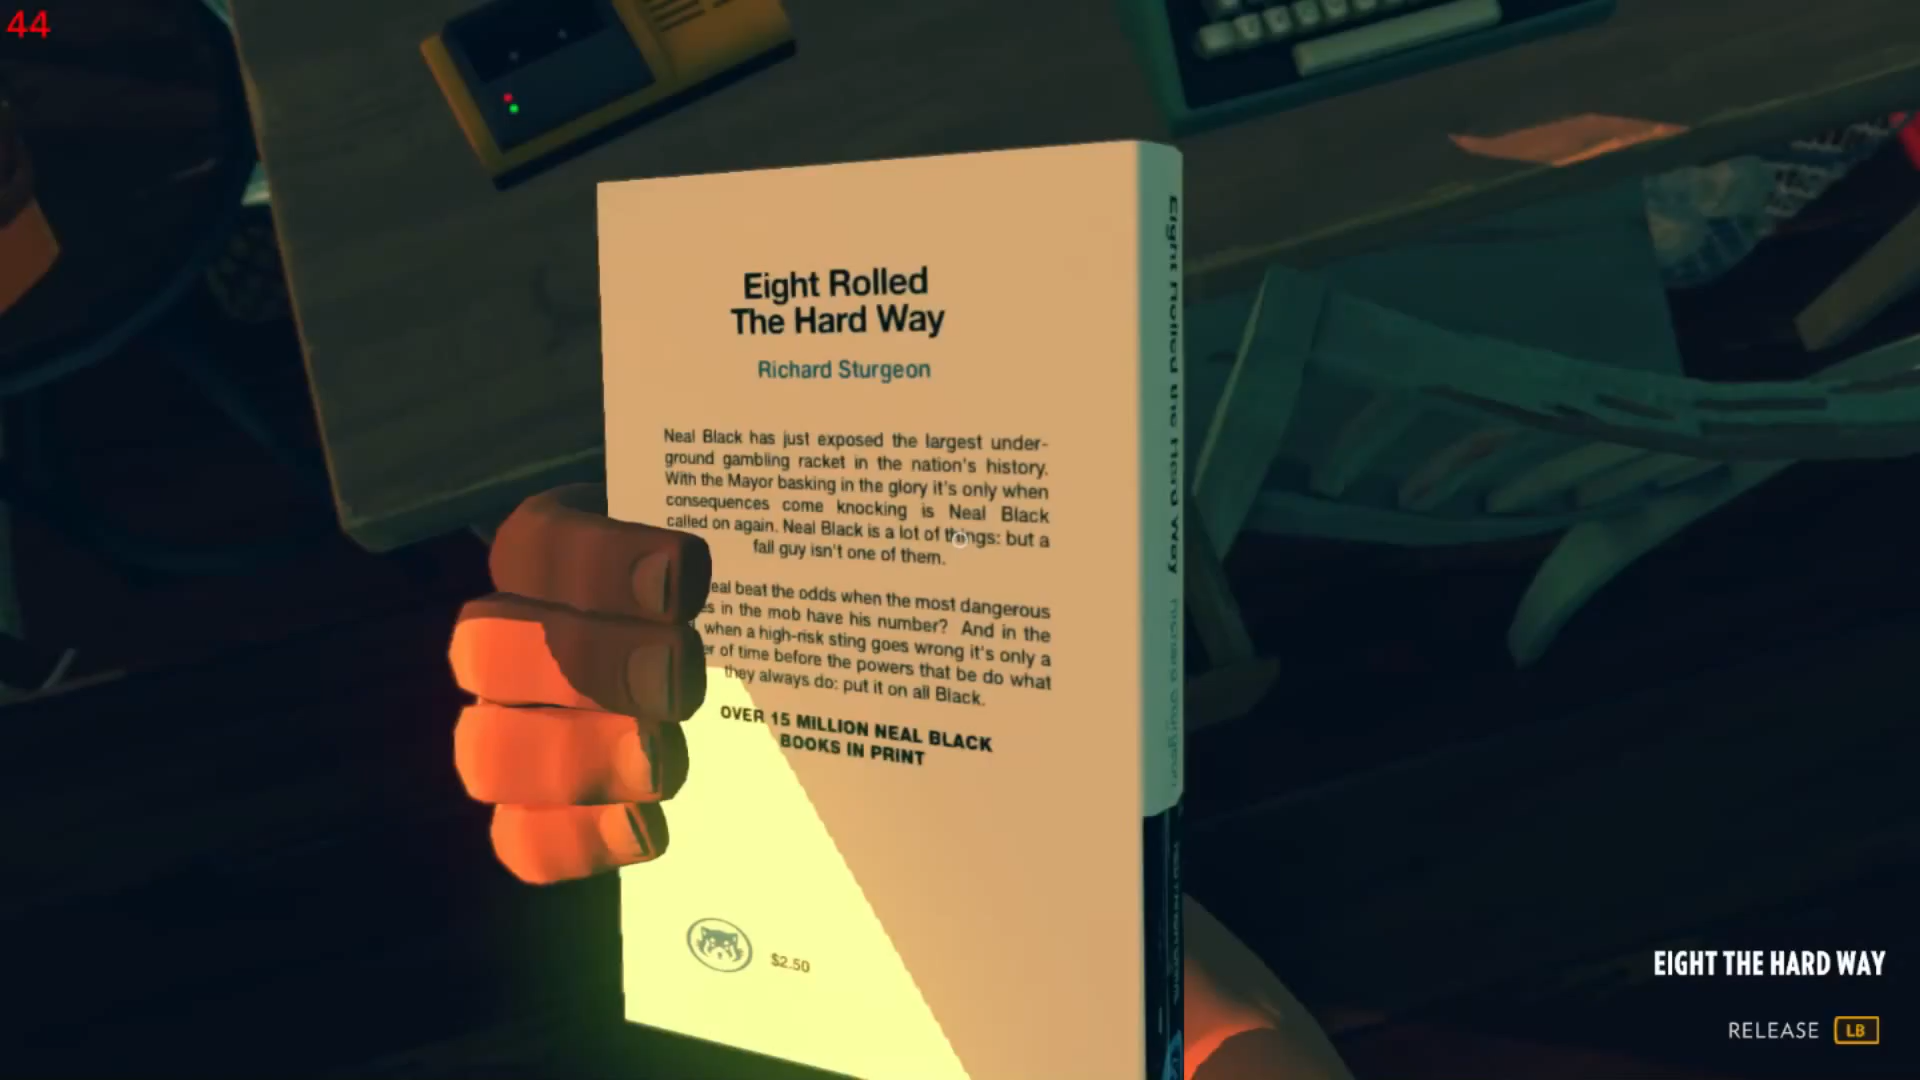 44
Eight Rolled
The Hard Way
Richard Sturgeon
Neal Black has just exposed the largest under-
ground gambling racket in the nation's history.
With the Mayor basking in the glory it's only when
consequences come knocking is Neal Black
called on again. Neal Black is a lot of things: but a
fall guy isn't one of them.
eal beat the odds when the most dangerous
es in the mob have his number? And in the
when a high-risk sting goes wrong it's only a
er of time before the powers that be do what
they always do: put it on all Black.
OVER 15 MILLION NEAL BLACK
BOOKS IN PRINT
$2.50
Eight Rolled the Hard Way Richard Sturgeon
EIGHT THE HARD WAY
RELEASE LB